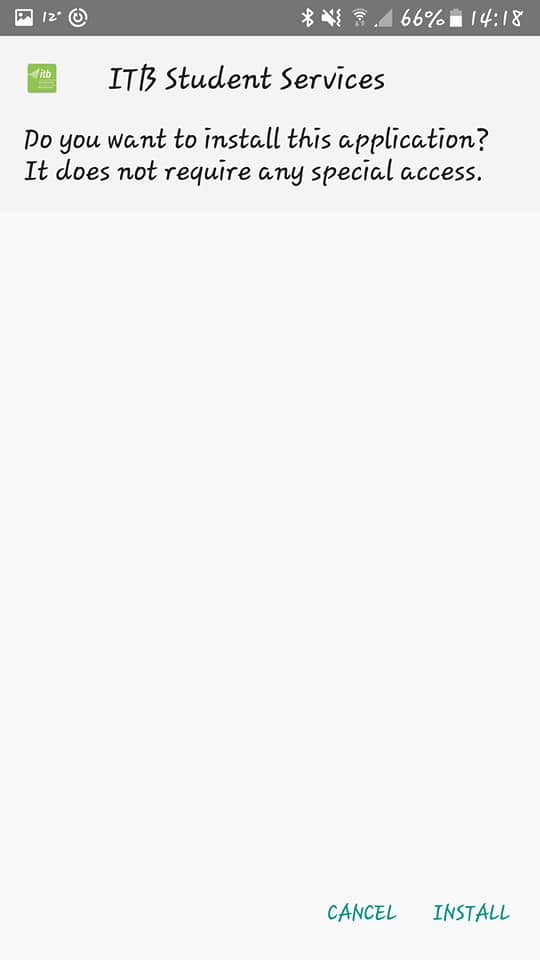 12° 66% 14:18
itb
ITB Student Services
Do you want to install this application?
It does not require any special access.
CANCEL INSTALL